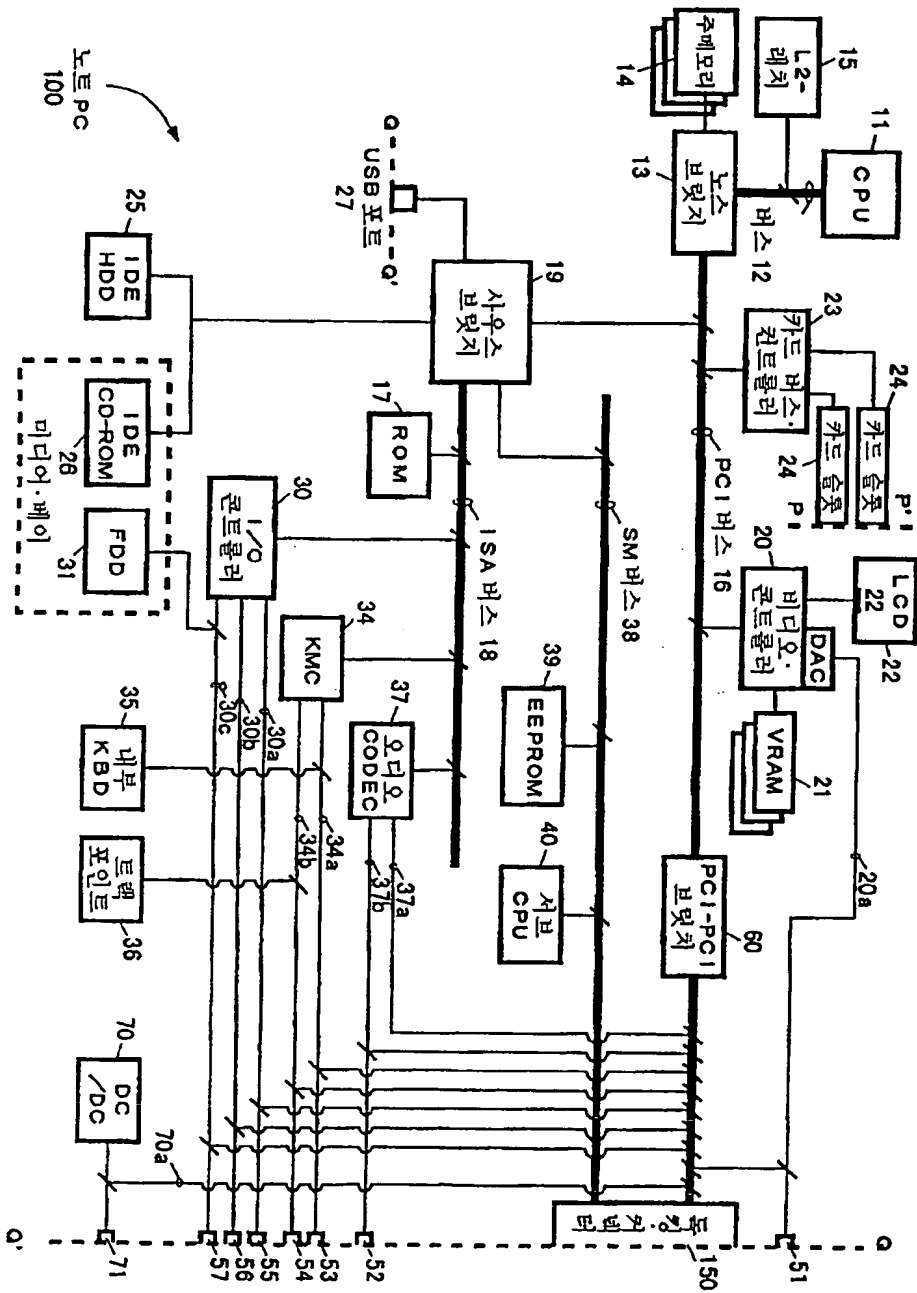 노트 PC
100
주메모리
14
L2-
래치
15
11
CPU
노스
브릿지
13
버스 12
USB 포트
27
Q
Q'
19
사우스
브릿지
23
카드 버스·
컨트롤러
24
카드 슬롯
24
카드 슬롯
P
P'
PCI 버스 16
20
비디오·
콘트롤러
DAC
LCD
22
22
VRAM
21
20a
25
IDE
HDD
IDE
CD-ROM
26
미디어·베이
FDD
31
17
ROM
30
I/O
콘트롤러
ISA 버스 18
SM 버스 38
34
KMC
30a
30b
30c
39
EEPROM
37
오디오
CODEC
34a
34b
37a
37b
40
서브
CPU
PCI-PCI
브릿치
60
35
내부
KBD
트랙
포인트
36
70
DC
/DC
70a
71
57
56
55
54
53
52
도킹·커넥터
150
51
Q
Q'